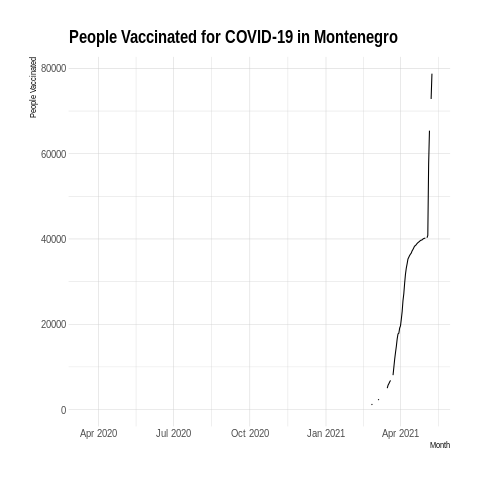 People Vaccinated for COVID-19 in Montenegro
People Vaccinated
80000
60000
40000
20000
0
Apr 2020 Jul 2020 Oct 2020 Jan 2021 Apr 2021
Month